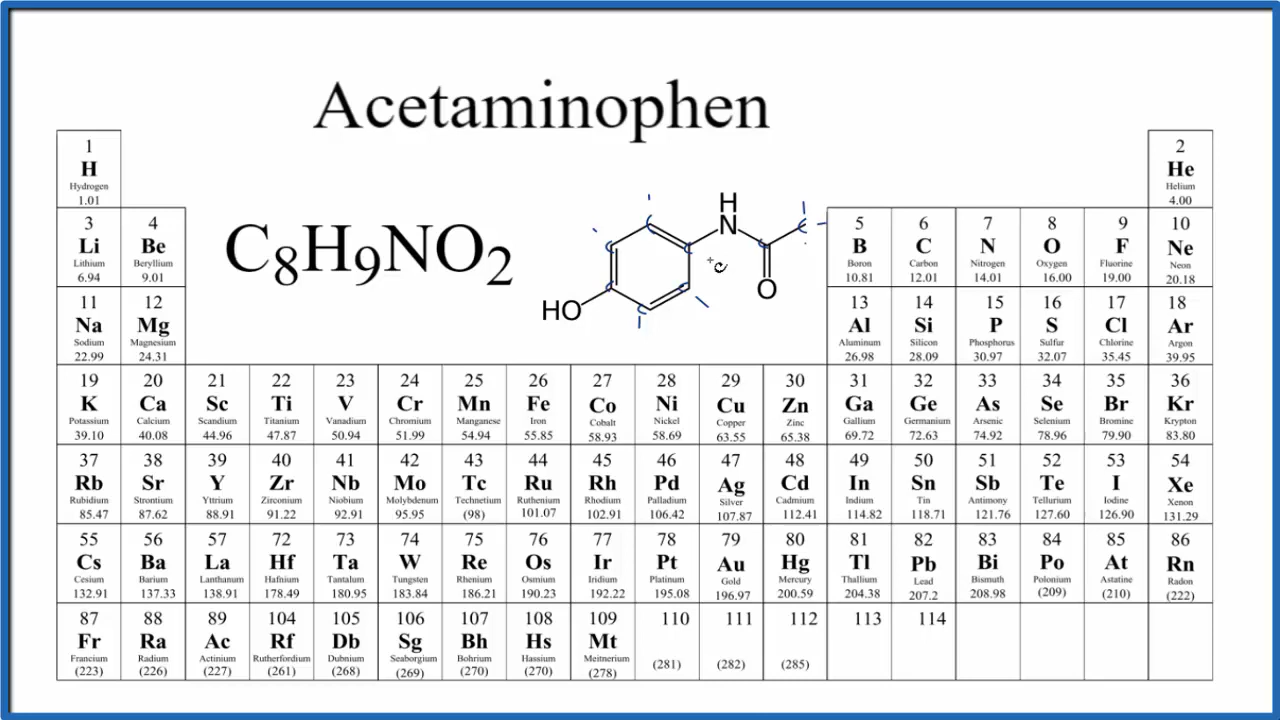 Acetaminophen
C8H9NO2
H
N
O
HO
1 2
H He
Hydrogen Helium
1.01 4.00
3 4 5 6 7 8 9 10
Li Be B C N O F Ne
Lithium Beryllium Boron Carbon Nitrogen Oxygen Fluorine Neon
6.94 9.01 10.81 12.01 14.01 16.00 19.00 20.18
11 12 13 14 15 16 17 18
Na Mg Al Si P S Cl Ar
Sodium Magnesium Aluminum Silicon Phosphorus Sulfur Chlorine Argon
22.99 24.31 26.98 28.09 30.97 32.07 35.45 39.95
19 20 21 22 23 24 25 26 27 28 29 30 31 32 33 34 35 36
K Ca Sc Ti V Cr Mn Fe Co Ni Cu Zn Ga Ge As Se Br Kr
Potassium Calcium Scandium Titanium Vanadium Chromium Manganese Iron Cobalt Nickel Copper Zinc Gallium Germanium Arsenic Selenium Bromine Krypton
39.10 40.08 44.96 47.87 50.94 51.99 54.94 55.85 58.93 58.69 63.55 65.38 69.72 72.63 74.92 78.96 79.90 83.80
37 38 39 40 41 42 43 44 45 46 47 48 49 50 51 52 53 54
Rb Sr Y Zr Nb Mo Tc Ru Rh Pd Ag Cd In Sn Sb Te I Xe
Rubidium Strontium Yttrium Zirconium Niobium Molybdenum Technetium Ruthenium Rhodium Palladium Silver Cadmium Indium Tin Antimony Tellurium Iodine Xenon
85.47 87.62 88.91 91.22 92.91 95.95 (98) 101.07 102.91 106.42 107.87 112.41 114.82 118.71 121.76 127.60 126.90 131.29
55 56 57 72 73 74 75 76 77 78 79 80 81 82 83 84 85 86
Cs Ba La Hf Ta W Re Os Ir Pt Au Hg Tl Pb Bi Po At Rn
Cesium Barium Lanthanum Hafnium Tantalum Tungsten Rhenium Osmium Iridium Platinum Gold Mercury Thallium Lead Bismuth Polonium Astatine Radon
132.91 137.33 138.91 178.49 180.95 183.84 186.21 190.23 192.22 195.08 196.97 200.59 204.38 207.2 208.98 (209) (210) (222)
87 88 89 104 105 106 107 108 109 110 111 112 113 114
Fr Ra Ac Rf Db Sg Bh Hs Mt
Francium Radium Actinium Rutherfordium Dubnium Seaborgium Bohrium Hassium Meitnerium
(223) (226) (227) (261) (268) (269) (270) (270) (278) (281) (282) (285)